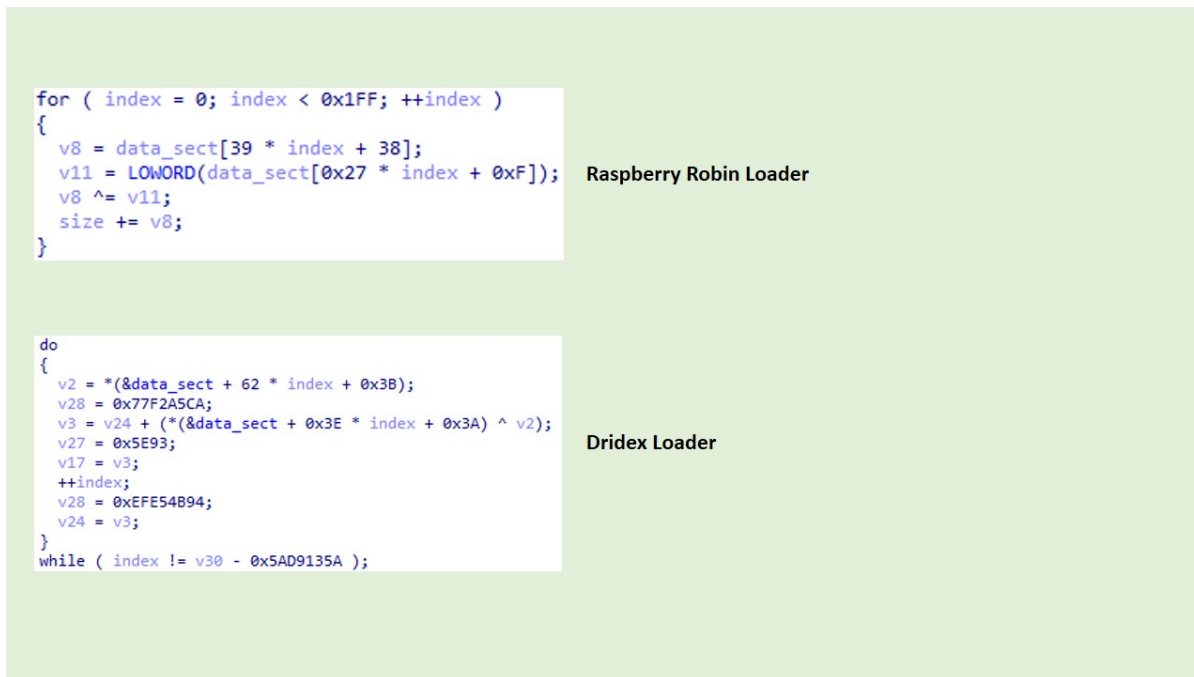 for ( index = 0; index < 0x1FF; ++index )
{
v8 = data_sect[39 * index + 38];
v11 = LOWORD(data_sect[0x27 * index + 0xF]);
v8 ^= v11;
size += v8;
}
Raspberry Robin Loader
do
{
v2 = *(&data_sect + 62 * index + 0x3B);
v28 = 0x77F2A5CA;
v3 = v24 + (*(&data_sect + 0x3E * index + 0x3A) ^ v2);
v27 = 0x5E93;
v17 = v3;
++index;
v28 = 0xEFE54B94;
v24 = v3;
}
while ( index != v30 - 0x5AD9135A );
Dridex Loader